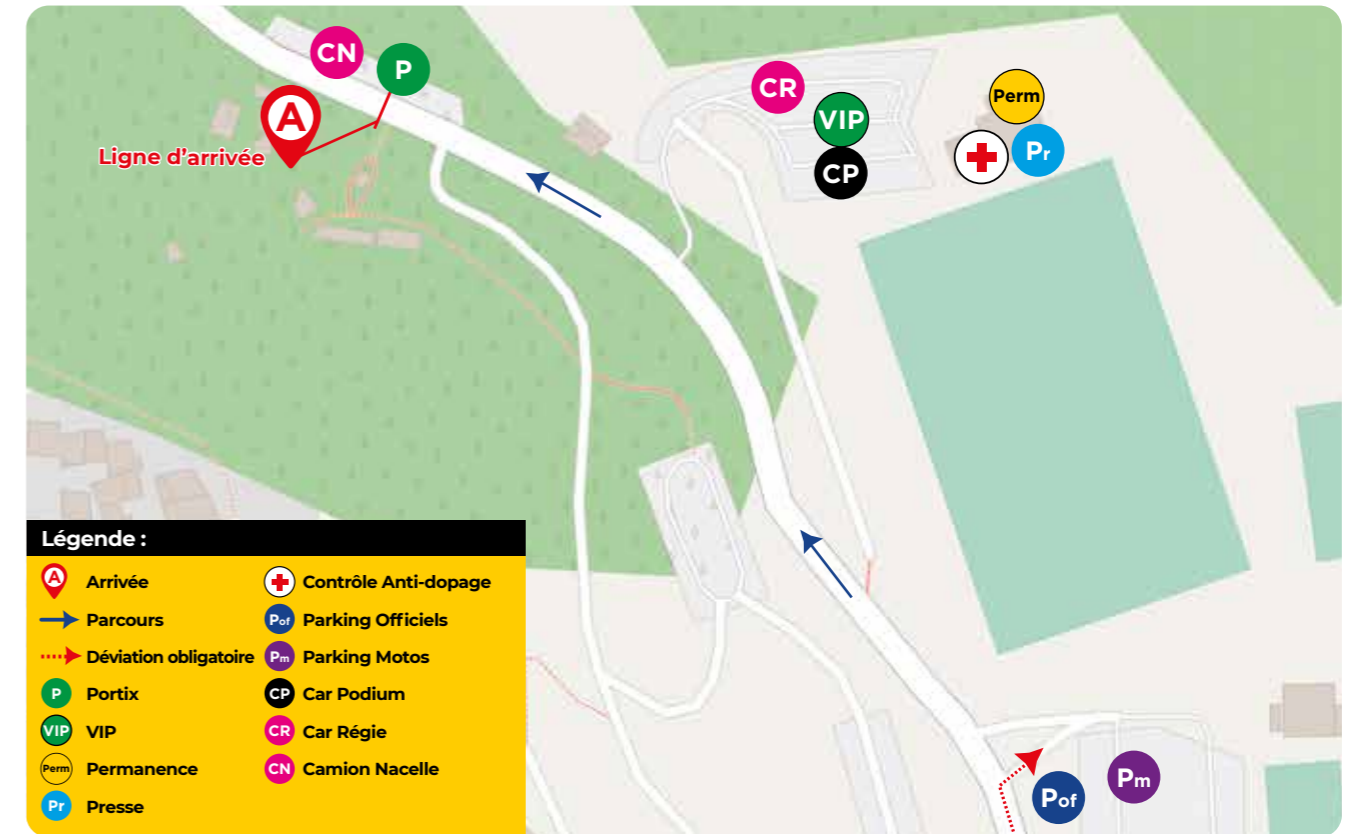 CN
P
A
Ligne d'arrivée
CR
VIP
CP
Perm
Pr
Pof
Pm
Légende :
A Arrivée
Parcours
Déviation obligatoire
P Portix
VIP VIP
Perm Permanence
Pr Presse
Contrôle Anti-dopage
Pof Parking Officiels
Pm Parking Motos
CP Car Podium
CR Car Régie
CN Camion Nacelle